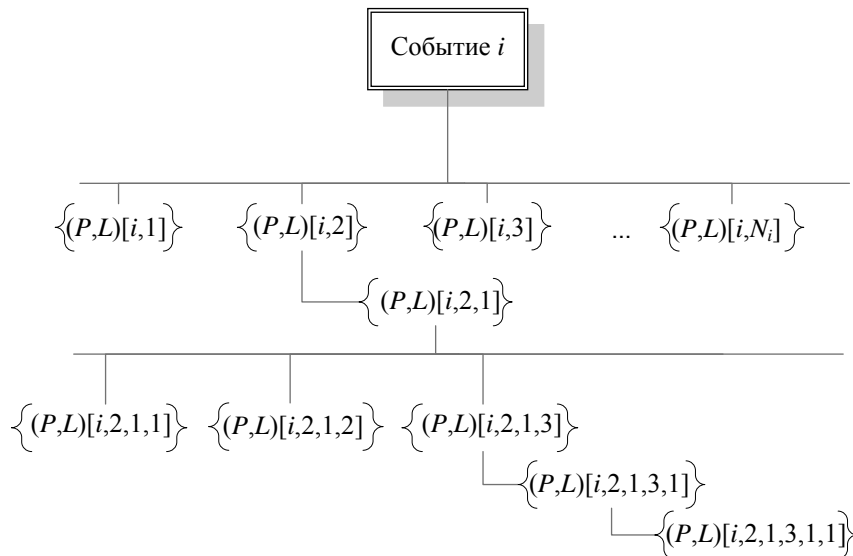 Событие i
{(P,L)[i,1]} {(P,L)[i,2]} {(P,L)[i,3]} ... {(P,L)[i,Nᵢ]}
{(P,L)[i,2,1]}
{(P,L)[i,2,1,1]} {(P,L)[i,2,1,2]} {(P,L)[i,2,1,3]}
{(P,L)[i,2,1,3,1]}
{(P,L)[i,2,1,3,1,1]}